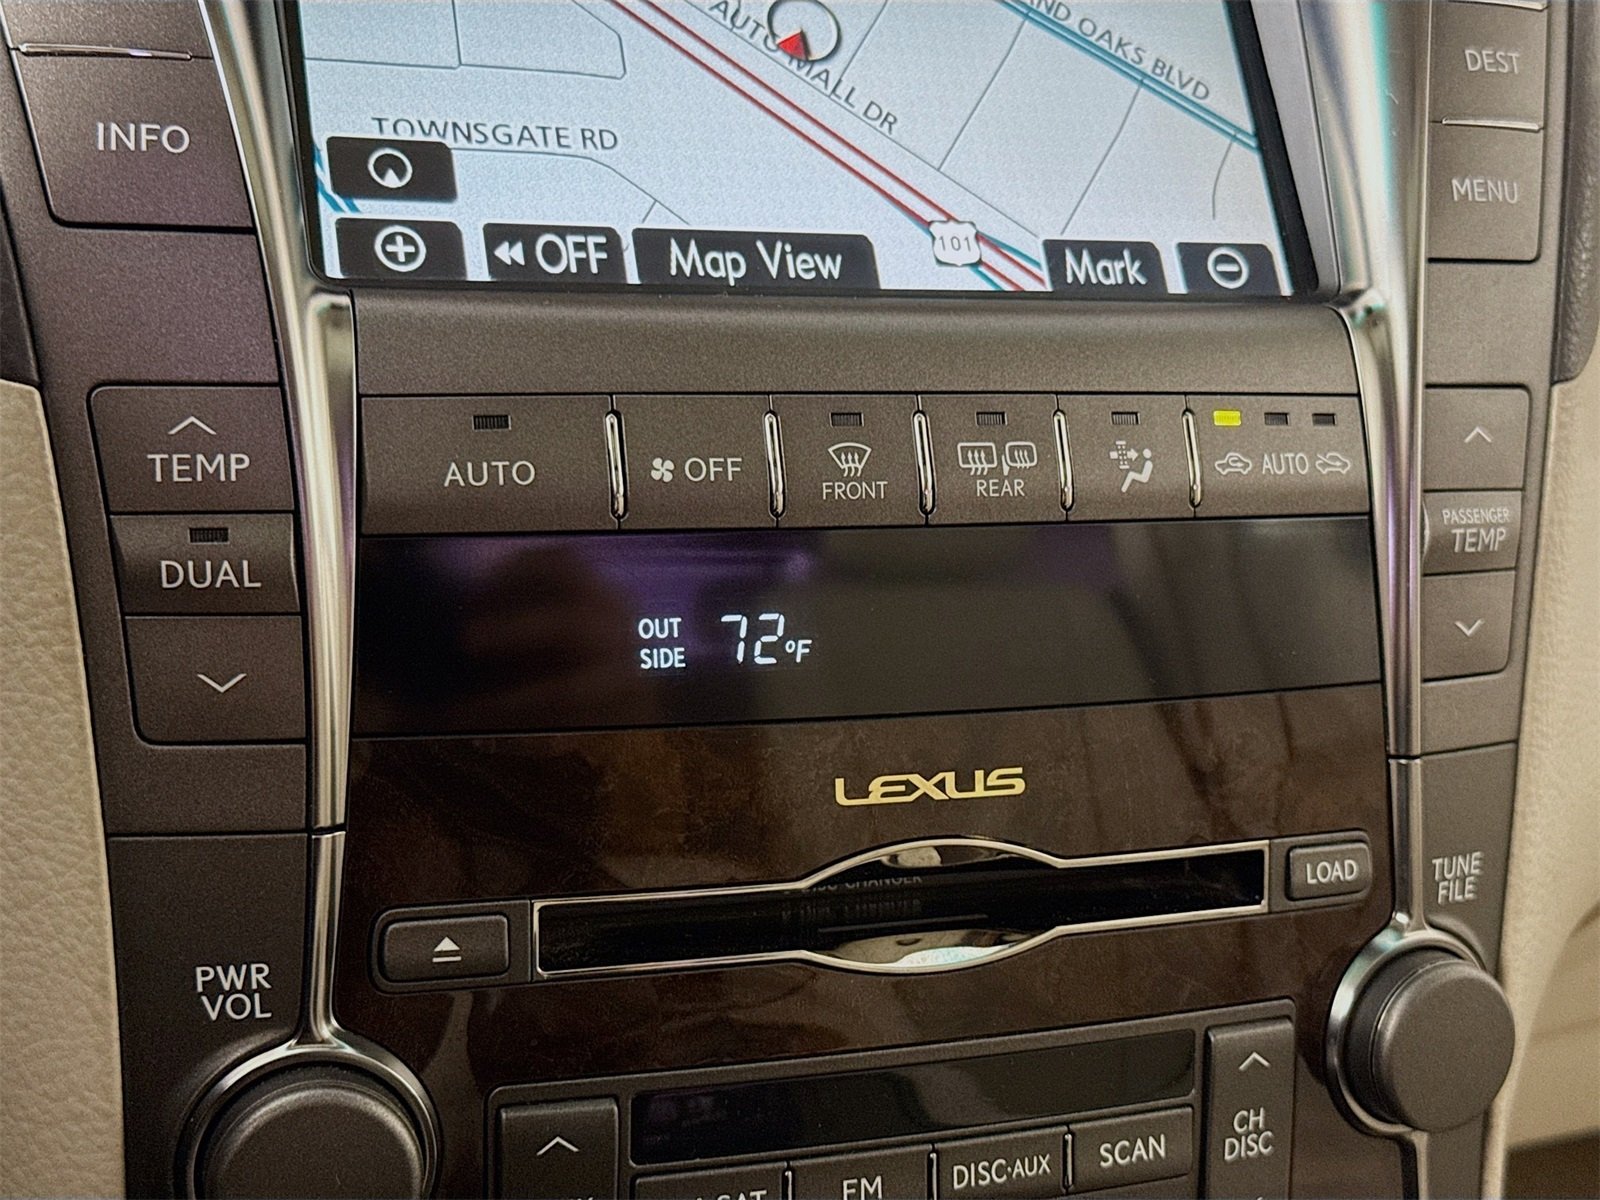 AUTO MALL DR
OAKS BLVD
DEST
INFO
TOWNSGATE RD
MENU
OFF
Map View
101
Mark
TEMP
AUTO
OFF
FRONT
REAR
AUTO
PASSENGER
TEMP
DUAL
OUT
SIDE
72°F
LEXUS
LOAD
TUNE
FILE
PWR
VOL
CH
DISC
SCAN
DISC·AUX
FM
SAT